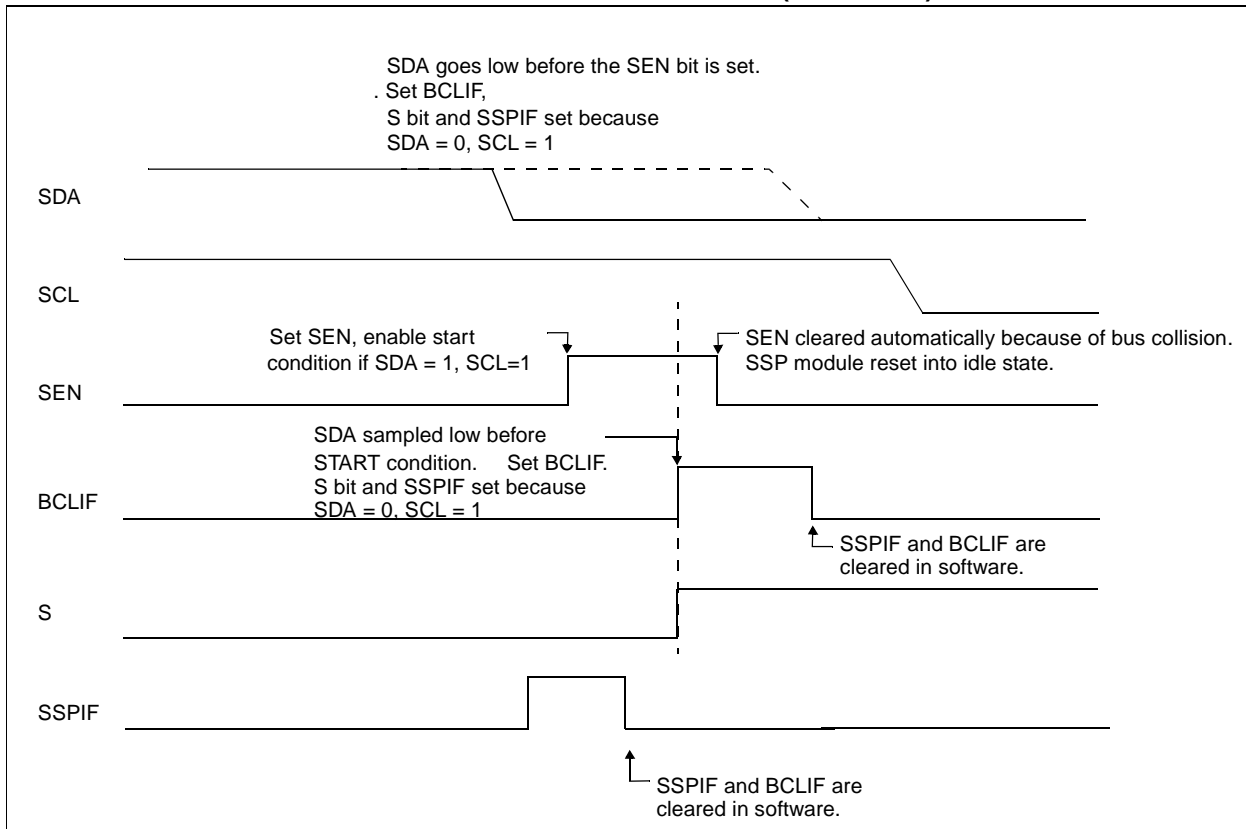 SDA goes low before the SEN bit is set.
. Set BCLIF,
S bit and SSPIF set because
SDA = 0, SCL = 1
SDA
SCL
Set SEN, enable start
condition if SDA = 1, SCL=1
SEN cleared automatically because of bus collision.
SSP module reset into idle state.
SEN
SDA sampled low before
START condition. Set BCLIF.
S bit and SSPIF set because
SDA = 0, SCL = 1
BCLIF
SSPIF and BCLIF are
cleared in software.
S
SSPIF
SSPIF and BCLIF are
cleared in software.